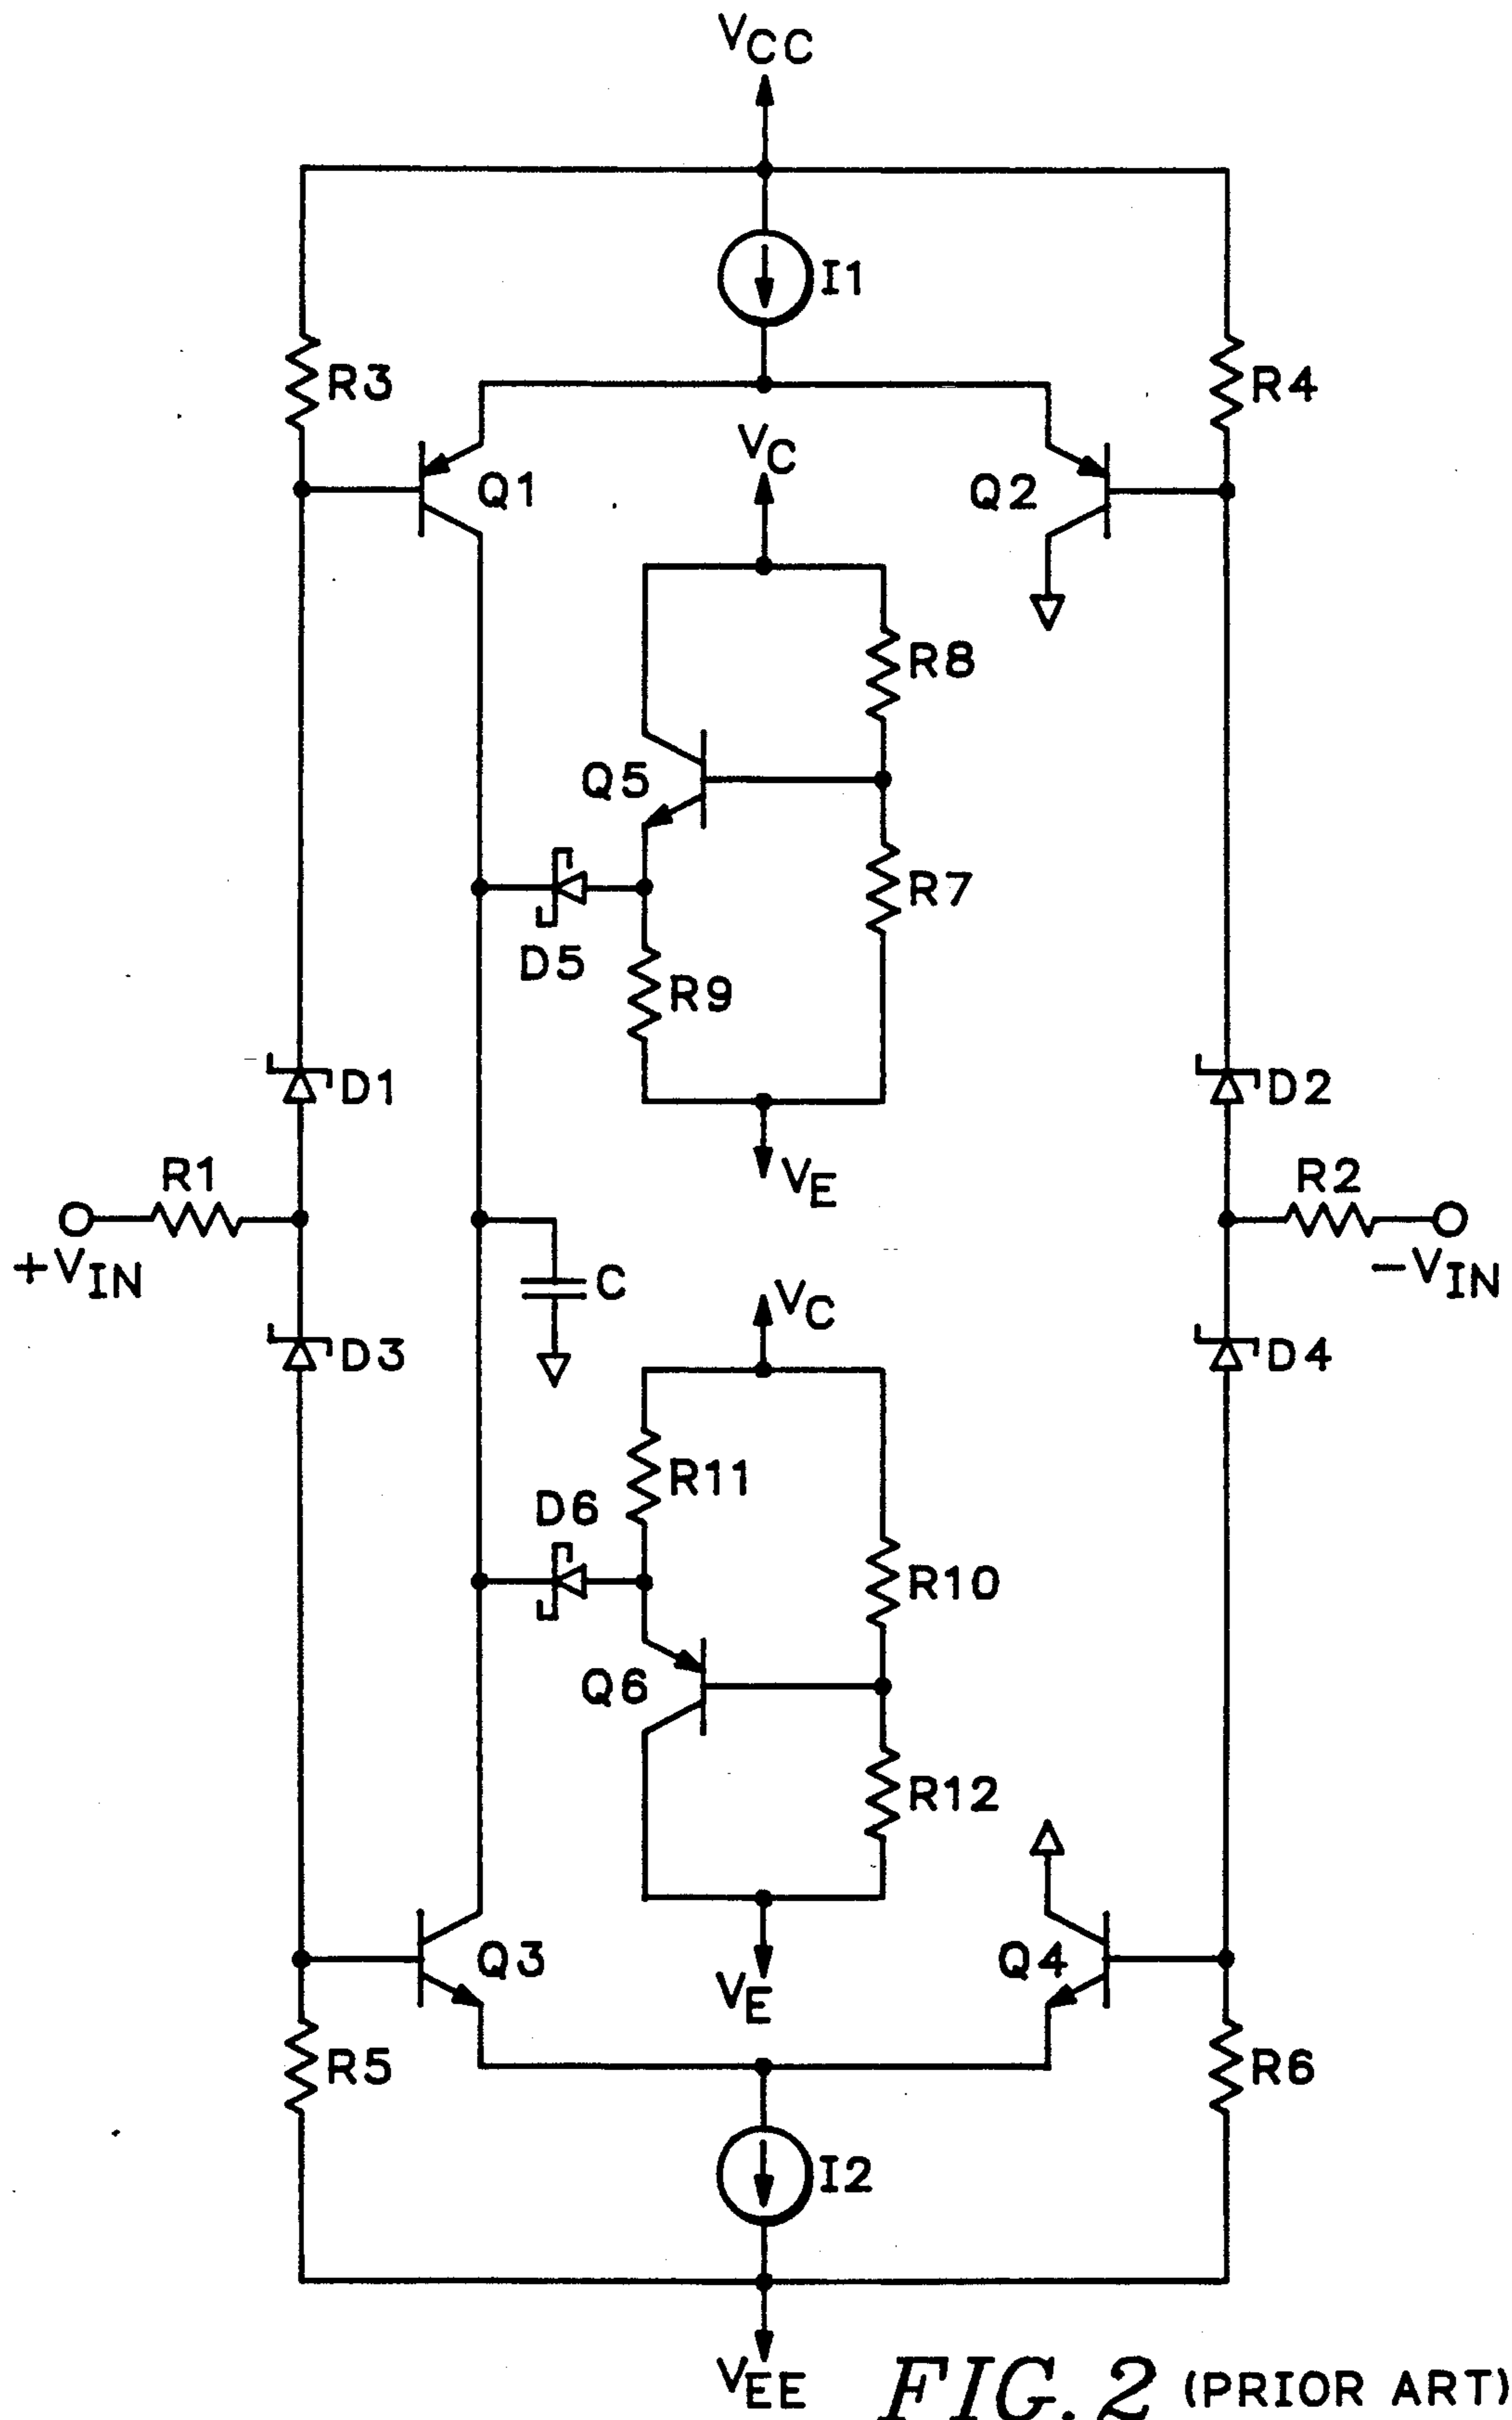 VCC
I1
R3
R4
VC
Q1
Q2
R8
Q5
R7
D5
R9
D1
D2
R1
VE
R2
+VIN
C
−VIN
VC
D3
D4
R11
D6
R10
Q6
R12
Q3
Q4
VE
R5
R6
I2
VEE
FIG. 2 (PRIOR ART)